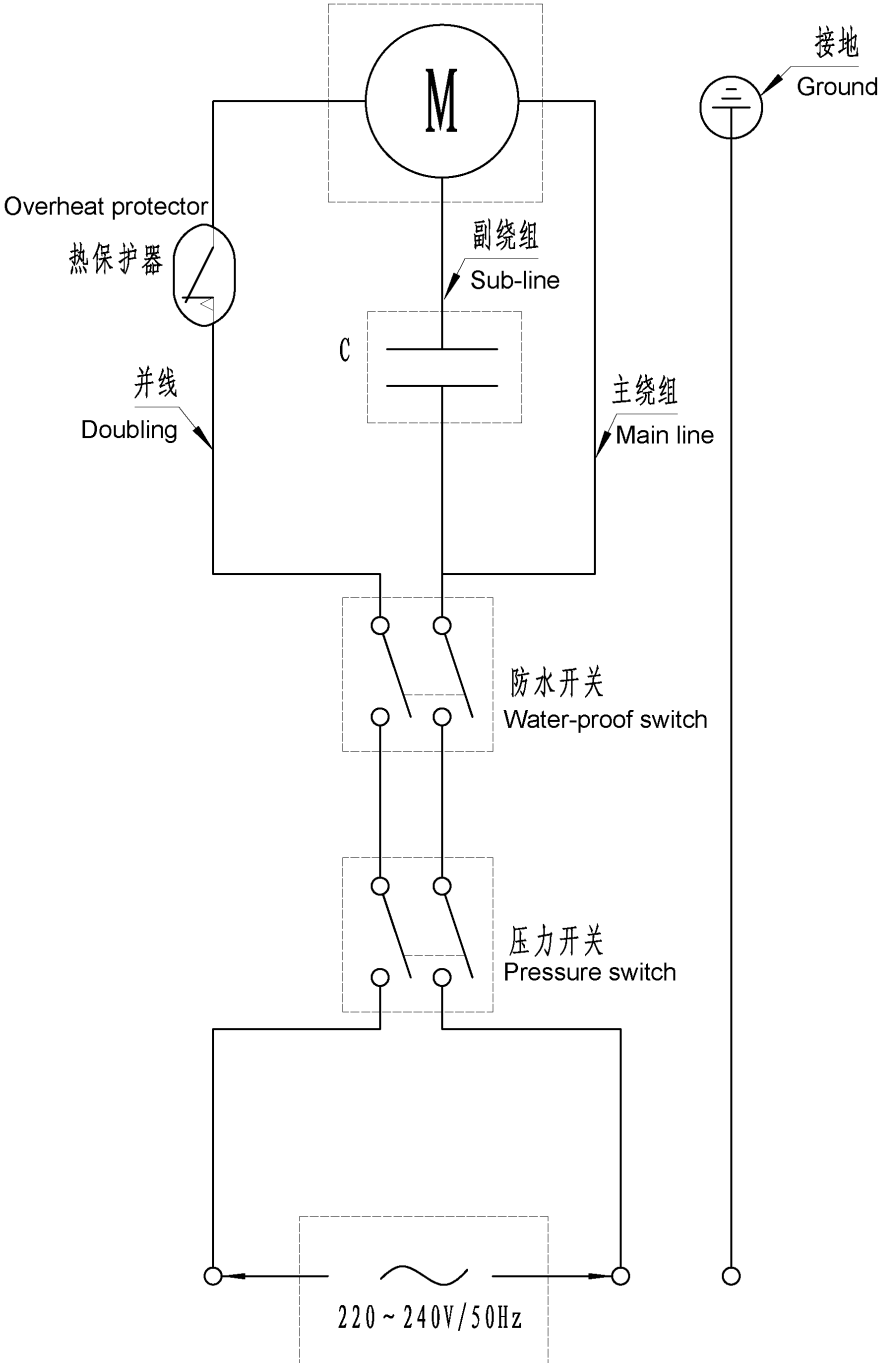 M
接地
Ground
Overheat protector
热保护器
副绕组
Sub-line
C
并线
Doubling
主绕组
Main line
防水开关
Water-proof switch
压力开关
Pressure switch
220~240V/50Hz